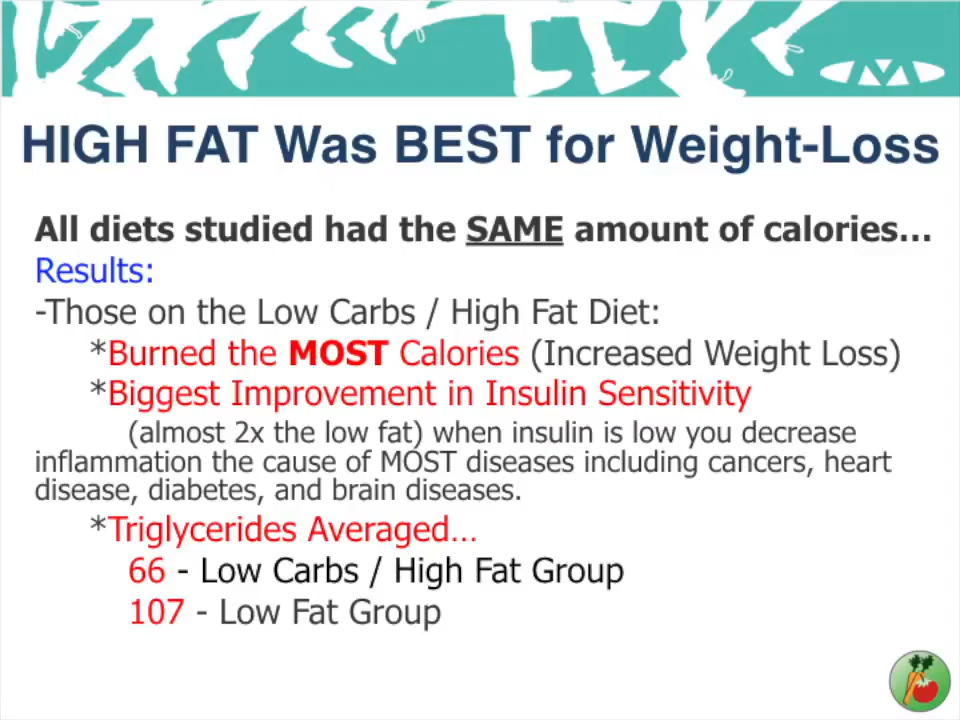 HIGH FAT Was BEST for Weight-Loss
All diets studied had the SAME amount of calories...
Results:
-Those on the Low Carbs / High Fat Diet:
*Burned the MOST Calories (Increased Weight Loss)
*Biggest Improvement in Insulin Sensitivity
(almost 2x the low fat) when insulin is low you decrease
inflammation the cause of MOST diseases including cancers, heart
disease, diabetes, and brain diseases.
*Triglycerides Averaged...
66 - Low Carbs / High Fat Group
107 - Low Fat Group